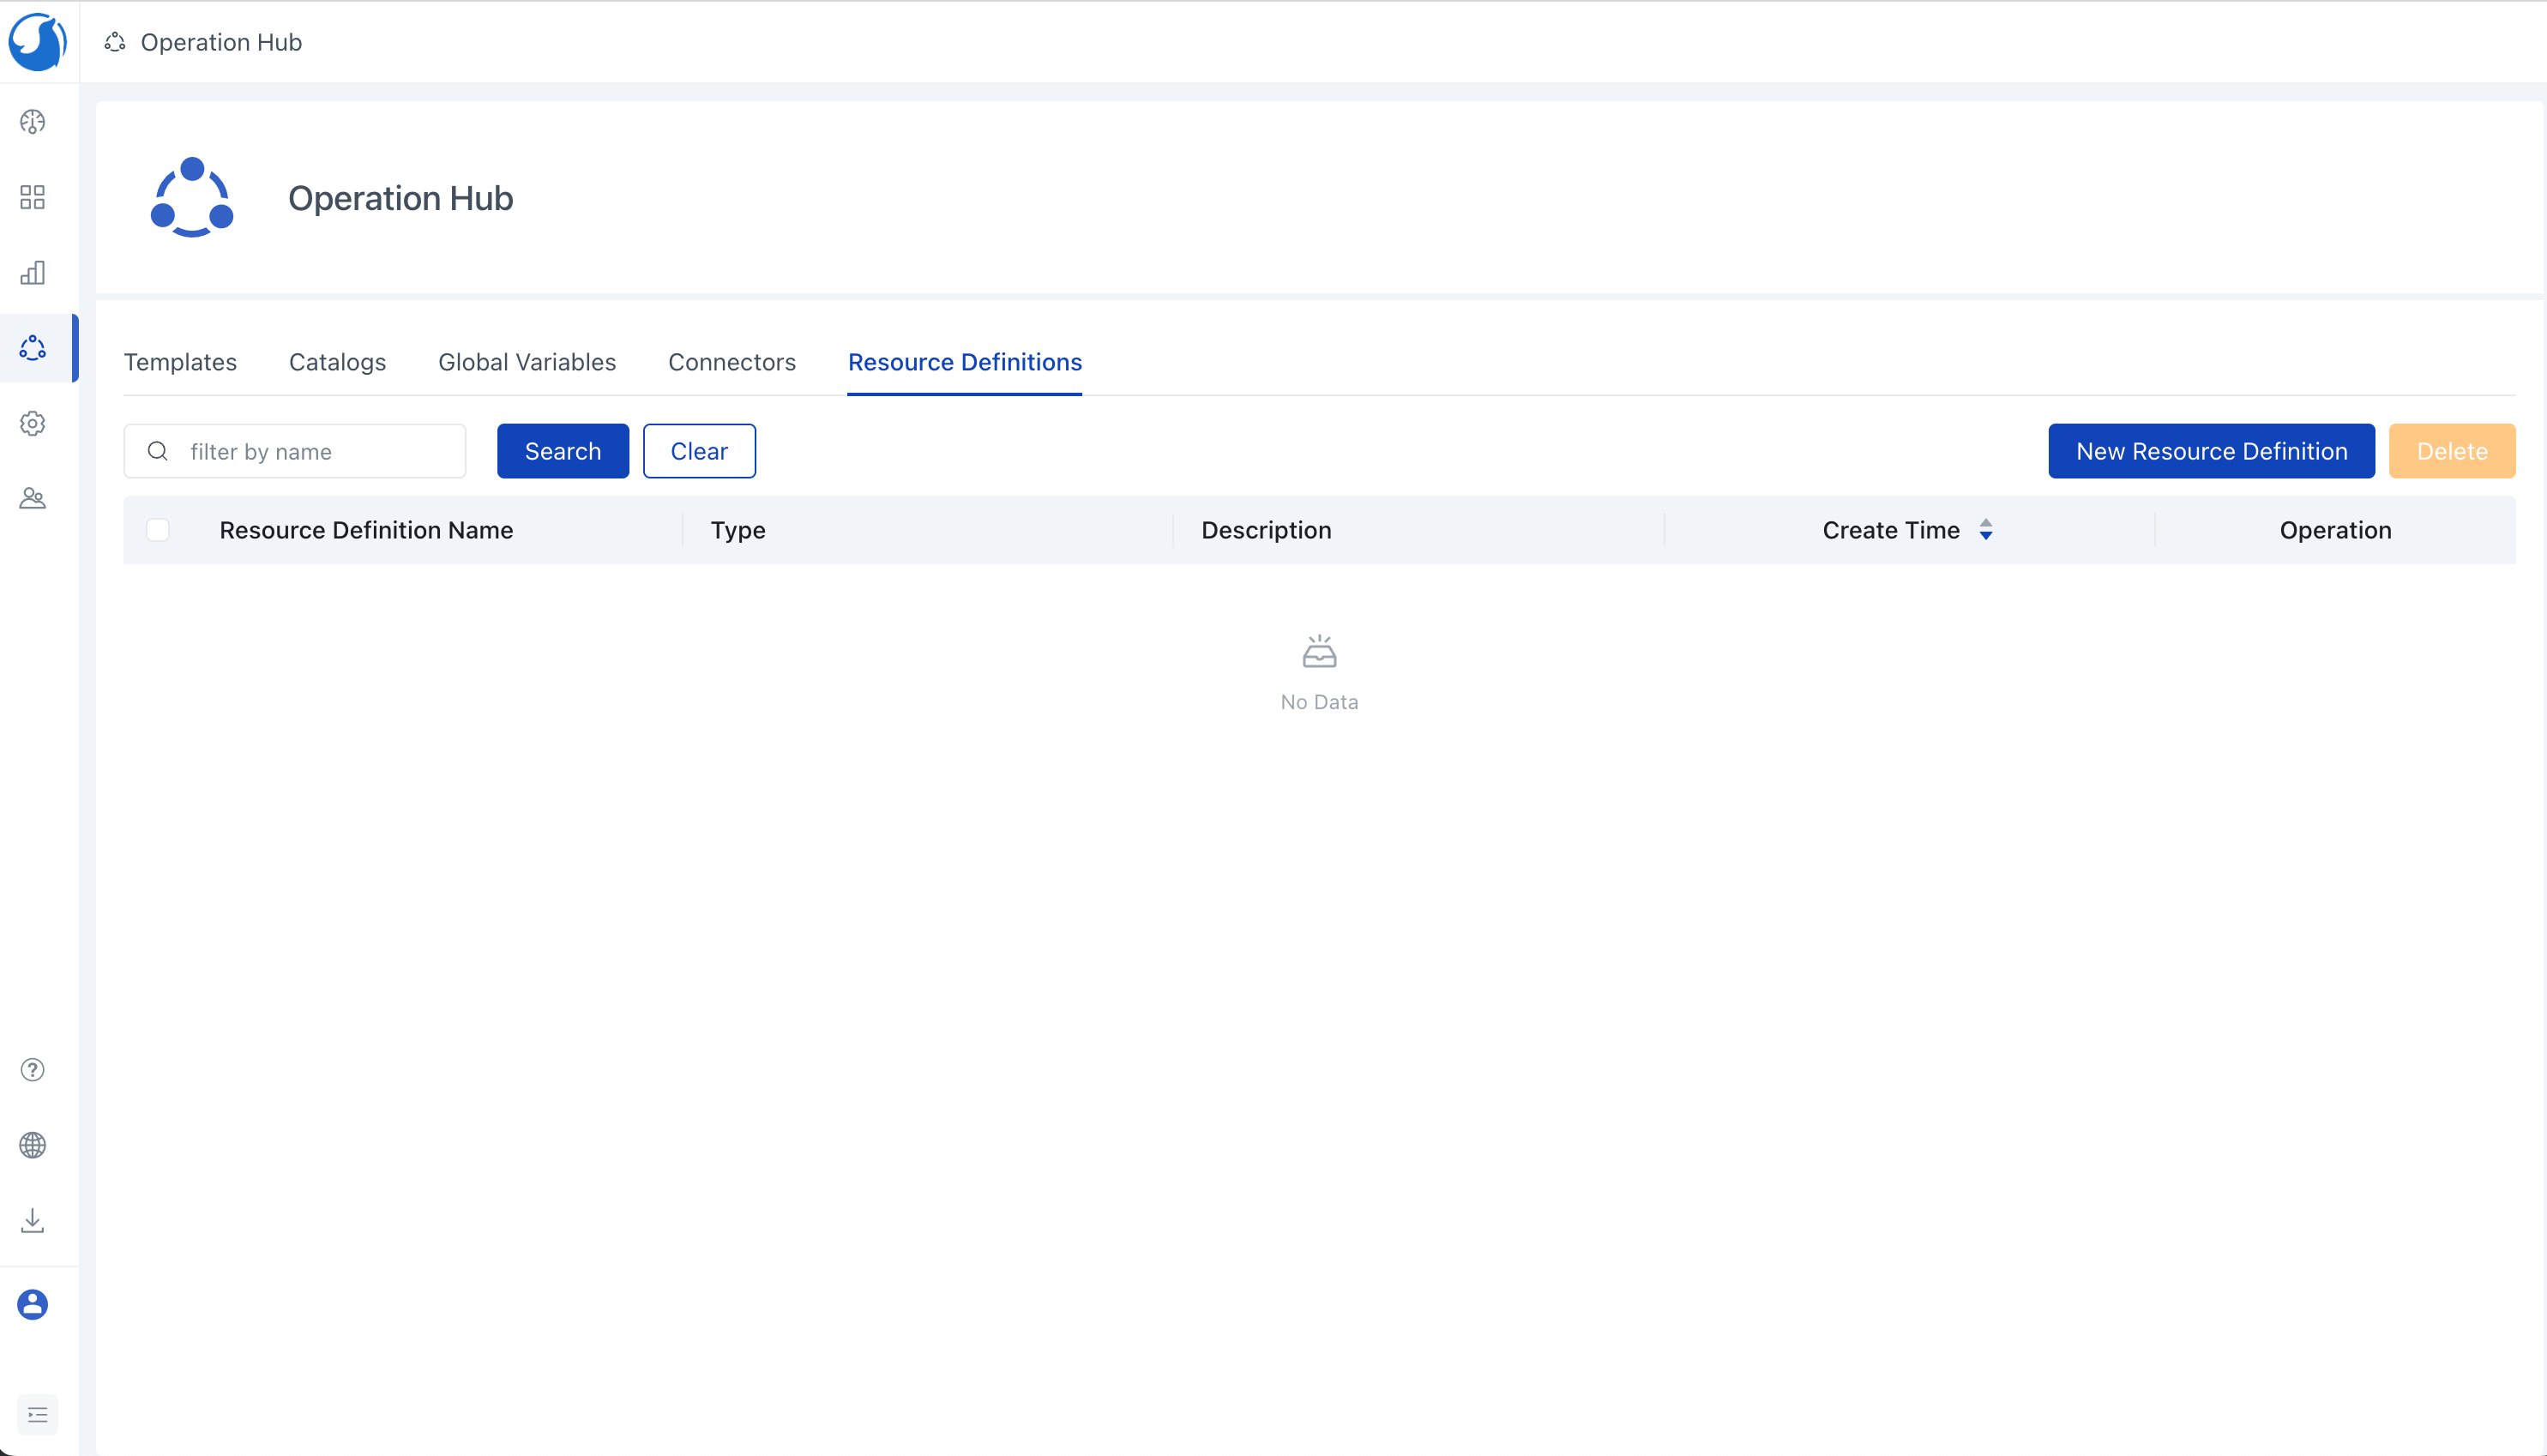 Operation Hub
Operation Hub
Templates Catalogs Global Variables Connectors Resource Definitions
filter by name Search Clear New Resource Definition Delete
Resource Definition Name Type Description Create Time Operation
No Data